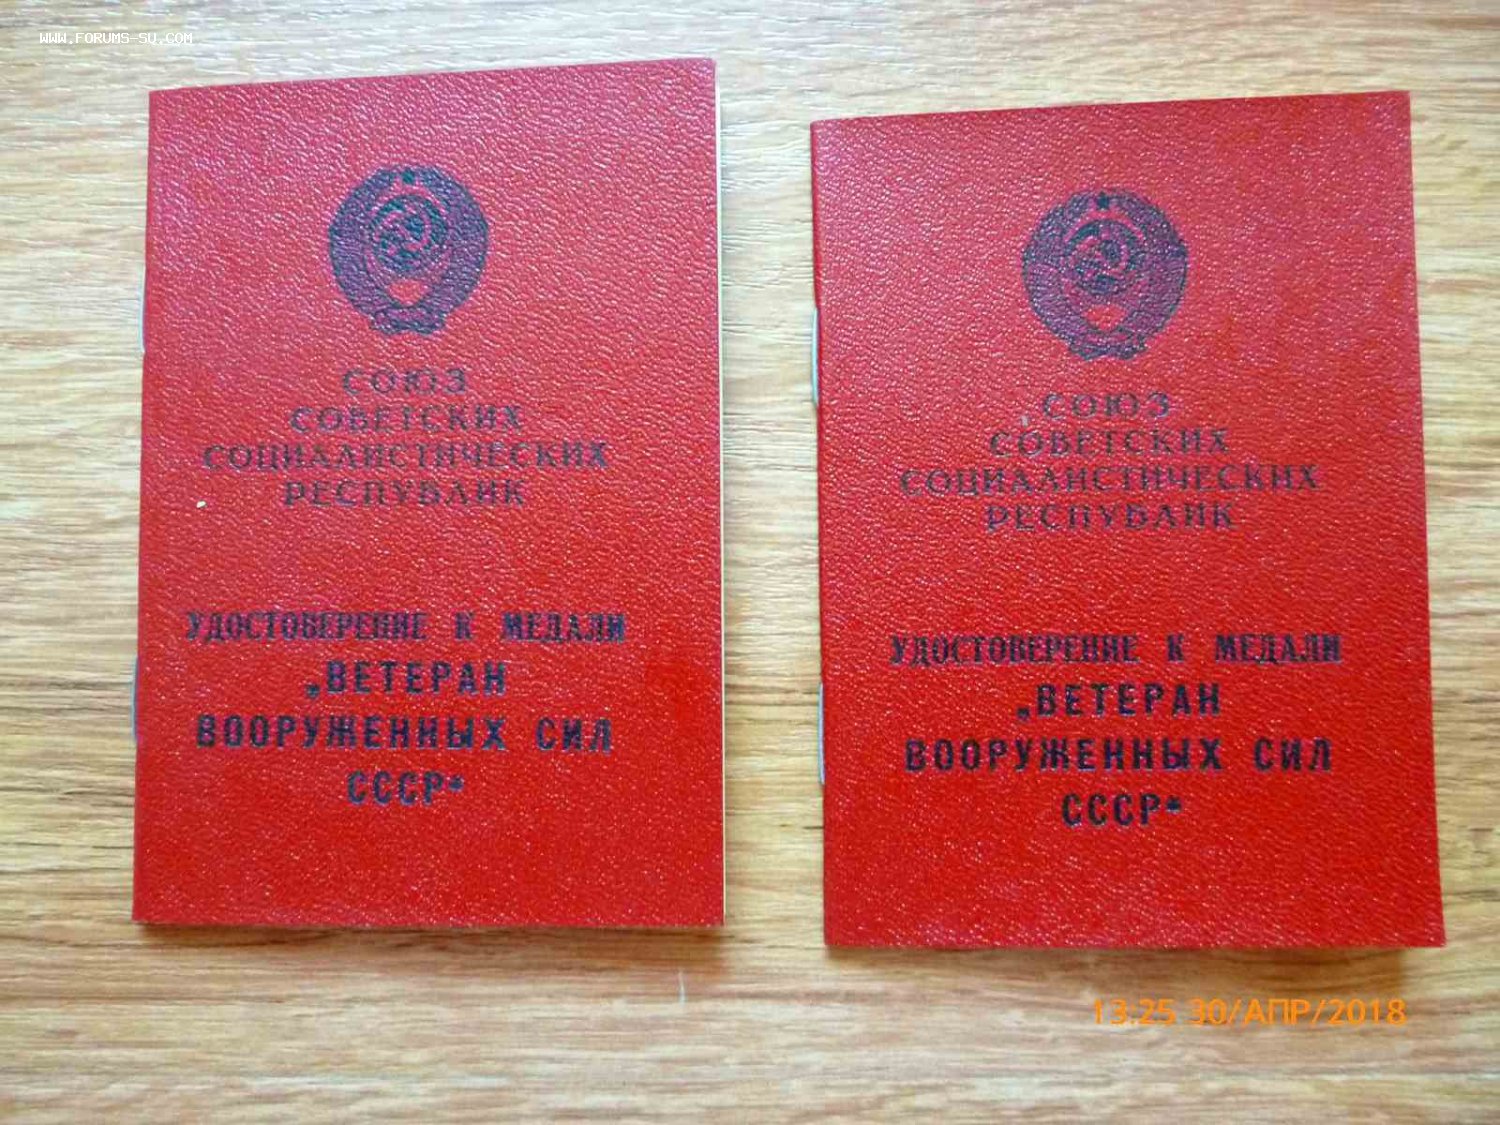 WWW.FORUMS-SU.COM
СОЮЗ
СОВЕТСКИХ
СОЦИАЛИСТИЧЕСКИХ
РЕСПУБЛИК
УДОСТОВЕРЕНИЕ К МЕДАЛИ
„ВЕТЕРАН
ВООРУЖЕННЫХ СИЛ
СССР“
СОЮЗ
СОВЕТСКИХ
СОЦИАЛИСТИЧЕСКИХ
РЕСПУБЛИК
УДОСТОВЕРЕНИЕ К МЕДАЛИ
„ВЕТЕРАН
ВООРУЖЕННЫХ СИЛ
СССР“
13:25 30/АПР/2018